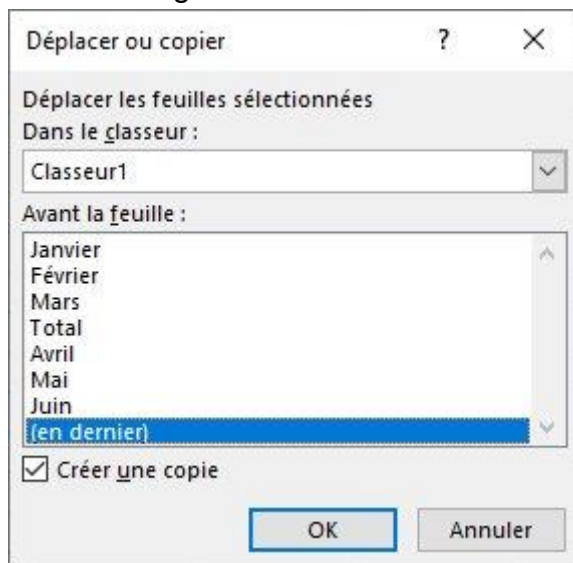 Déplacer ou copier ? ×
Déplacer les feuilles sélectionnées
Dans le classeur :
Classeur1
Avant la feuille :
Janvier
Février
Mars
Total
Avril
Mai
Juin
(en dernier)
Créer une copie
OK Annuler